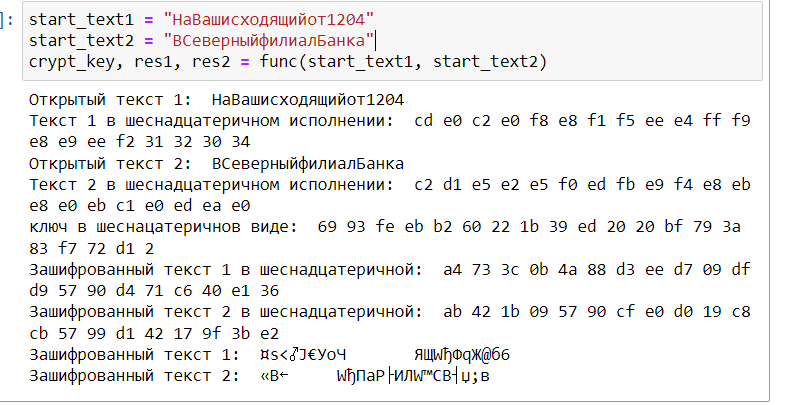 ]:
start_text1 = "НаВашисходящийот1204"
start_text2 = "ВСеверныйфилиалБанка"
crypt_key, res1, res2 = func(start_text1, start_text2)
Открытый текст 1:  НаВашисходящийот1204
Текст 1 в шеснадцатеричном исполнении:  cd e0 c2 e0 f8 e8 f1 f5 ee e4 ff f9
e8 e9 ee f2 31 32 30 34
Открытый текст 2:  ВСеверныйфилиалБанка
Текст 2 в шеснадцатеричном исполнении:  c2 d1 e5 e2 e5 f0 ed fb e9 f4 e8 eb
e8 e0 eb c1 e0 ed ea e0
ключ в шеснацатеричнов виде:  69 93 fe eb b2 60 22 1b 39 ed 20 20 bf 79 3a
83 f7 72 d1 2
Зашифрованный текст 1 в шеснадцатеричной:  a4 73 3c 0b 4a 88 d3 ee d7 09 df
d9 57 90 d4 71 c6 40 e1 36
Зашифрованный текст 2 в шеснадцатеричной:  ab 42 1b 09 57 90 cf e0 d0 19 c8
cb 57 99 d1 42 17 9f 3b e2
Зашифрованный текст 1:  ¤s<♂J€УоЧ       ЯЩWђФqЖ@б6
Зашифрованный текст 2:  «B←     WђПаР├ИЛW™СB┤џ;в